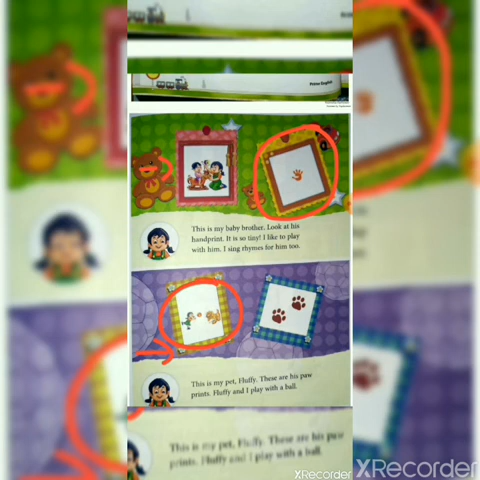 Primer English
This is my baby brother. Look at his
handprint. It is so tiny! I like to play
with him. I sing rhymes for him too.
This is my pet, Fluffy. These are his paw
prints. Fluffy and I play with a ball.
This is my pet, Fluffy. These are his paw
prints. Fluffy and I play with a ball.
XRecorder
XRecorder